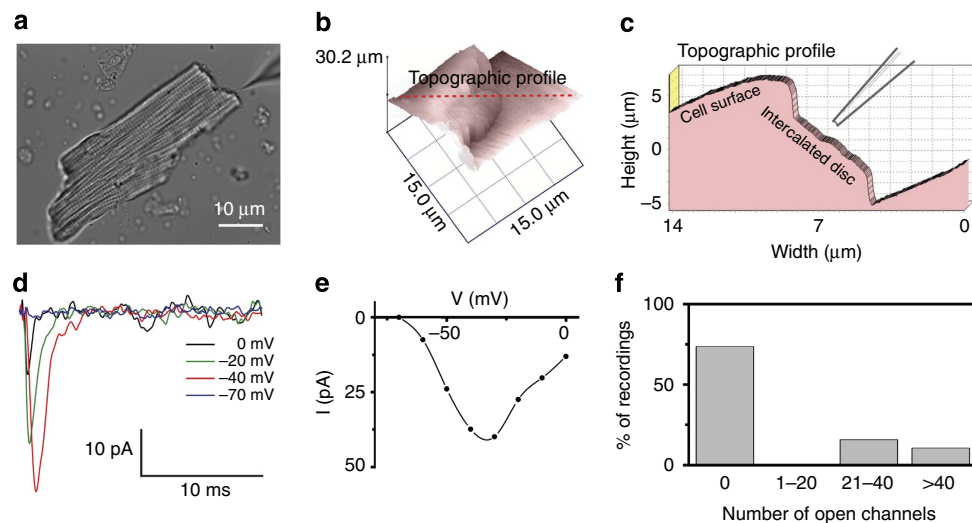 a
10 μm
b
30.2 μm
Topographic profile
15.0 μm
15.0 μm
c
Topographic profile
Cell surface
Intercalated disc
Height (μm)
5
0
–5
14
7
0
Width (μm)
d
0 mV
–20 mV
–40 mV
–70 mV
10 pA
10 ms
e
V (mV)
–50
0
0
25
50
I (pA)
f
100
50
0
% of recordings
0
1–20
21–40
>40
Number of open channels